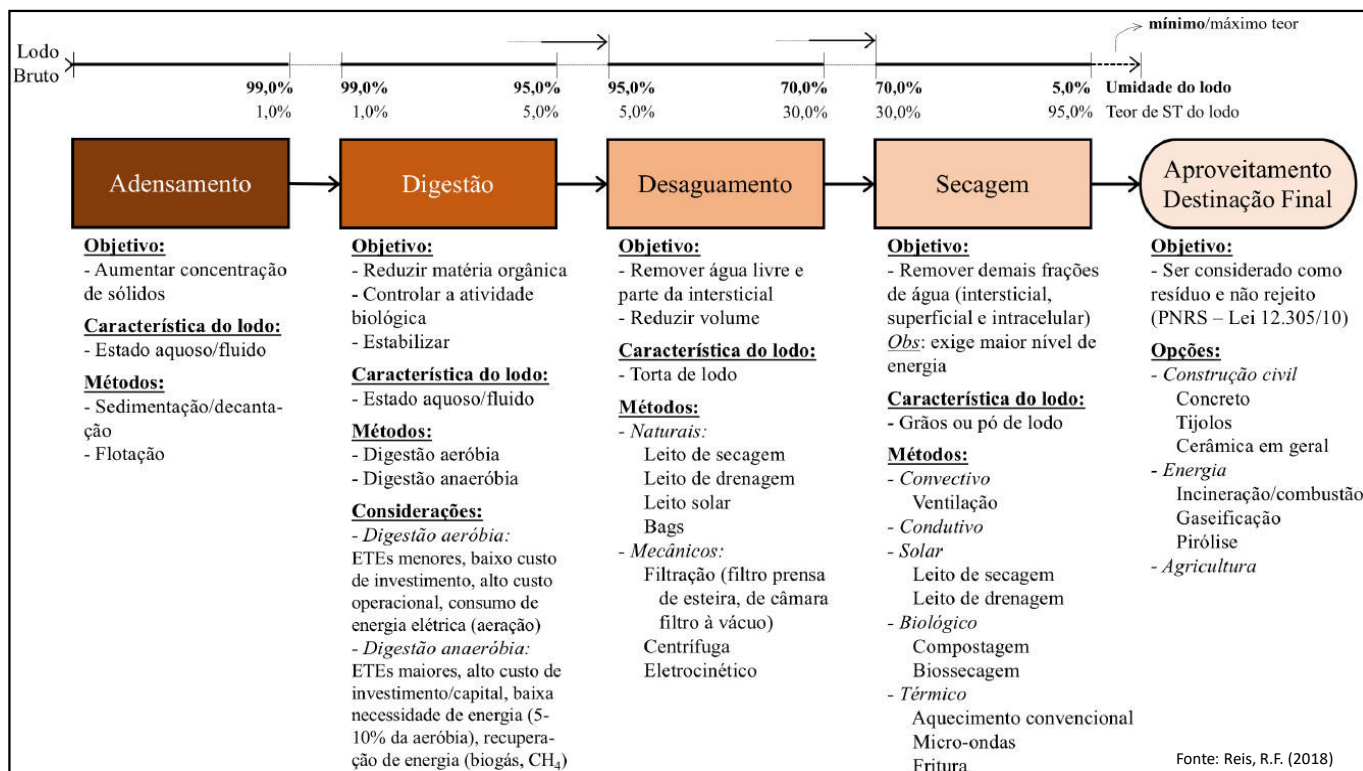 mínimo/máximo teor
Lodo
Bruto
99,0%
1,0%
99,0%
1,0%
95,0%
5,0%
95,0%
5,0%
70,0%
30,0%
70,0%
30,0%
5,0%
95,0%
Umidade do lodo
Teor de ST do lodo
Adensamento
Objetivo:
- Aumentar concentração
de sólidos
Característica do lodo:
- Estado aquoso/fluido
Métodos:
- Sedimentação/decanta-
ção
- Flotação
Digestão
Objetivo:
- Reduzir matéria orgânica
- Controlar a atividade
biológica
- Estabilizar
Característica do lodo:
- Estado aquoso/fluido
Métodos:
- Digestão aeróbia
- Digestão anaeróbia
Considerações:
- Digestão aeróbia:
ETEs menores, baixo custo
de investimento, alto custo
operacional, consumo de
energia elétrica (aeração)
- Digestão anaeróbia:
ETEs maiores, alto custo de
investimento/capital, baixa
necessidade de energia (5-
10% da aeróbia), recupera-
ção de energia (biogás, CH₄)
Desaguamento
Objetivo:
- Remover água livre e
parte da intersticial
- Reduzir volume
Característica do lodo:
- Torta de lodo
Métodos:
- Naturais:
Leito de secagem
Leito de drenagem
Leito solar
Bags
- Mecânicos:
Filtração (filtro prensa
de esteira, de câmara
filtro à vácuo)
Centrífuga
Eletrocinético
Secagem
Objetivo:
- Remover demais frações
de água (intersticial,
superficial e intracelular)
Obs: exige maior nível de
energia
Característica do lodo:
- Grãos ou pó de lodo
Métodos:
- Convectivo
Ventilação
- Condutivo
- Solar
Leito de secagem
Leito de drenagem
- Biológico
Compostagem
Biossecagem
- Térmico
Aquecimento convencional
Micro-ondas
Fritura
Aproveitamento
Destinação Final
Objetivo:
- Ser considerado como
resíduo e não rejeito
(PNRS – Lei 12.305/10)
Opções:
- Construção civil
Concreto
Tijolos
Cerâmica em geral
- Energia
Incineração/combustão
Gaseificação
Pirólise
- Agricultura
Fonte: Reis, R.F. (2018)